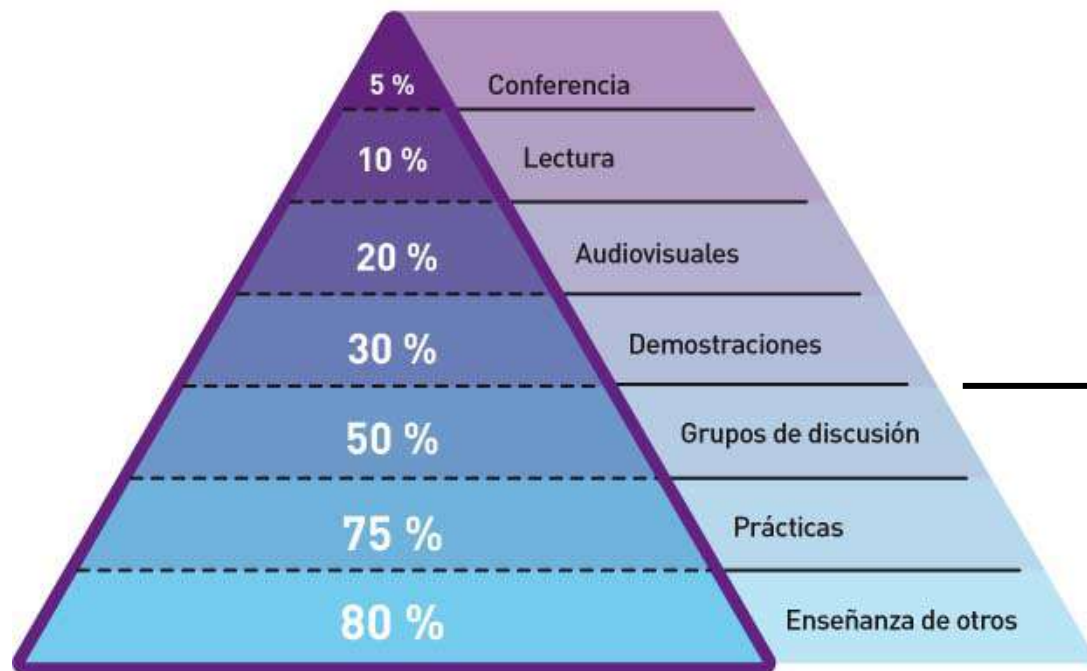 5 % Conferencia
10 % Lectura
20 % Audiovisuales
30 % Demostraciones
50 % Grupos de discusión
75 % Prácticas
80 % Enseñanza de otros